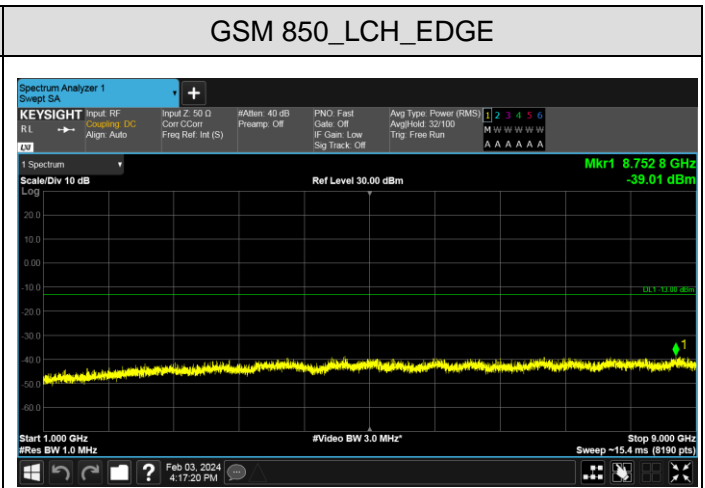 GSM 850_LCH_EDGE
Spectrum Analyzer 1
Swept SA
+
KEYSIGHT Input: RF Input Z: 50 Ω #Atten: 40 dB PNO: Fast Avg Type: Power (RMS) 1 2 3 4 5 6
RL Coupling: DC Corr CCorr Preamp: Off Gate: Off Avg|Hold: 32/100 M W W W W W
Align: Auto Freq Ref: Int (S) IF Gain: Low Trig: Free Run
LXI Sig Track: Off A A A A A A
1 Spectrum Mkr1 8.752 8 GHz
Scale/Div 10 dB Ref Level 30.00 dBm -39.01 dBm
Log
20.0
10.0
0.00
-10.0
DL1 -13.00 dBm
-20.0
-30.0
1
-40.0
-50.0
-60.0
Start 1.000 GHz #Video BW 3.0 MHz* Stop 9.000 GHz
#Res BW 1.0 MHz Sweep ~15.4 ms (8190 pts)
? Feb 03, 2024
4:17:20 PM